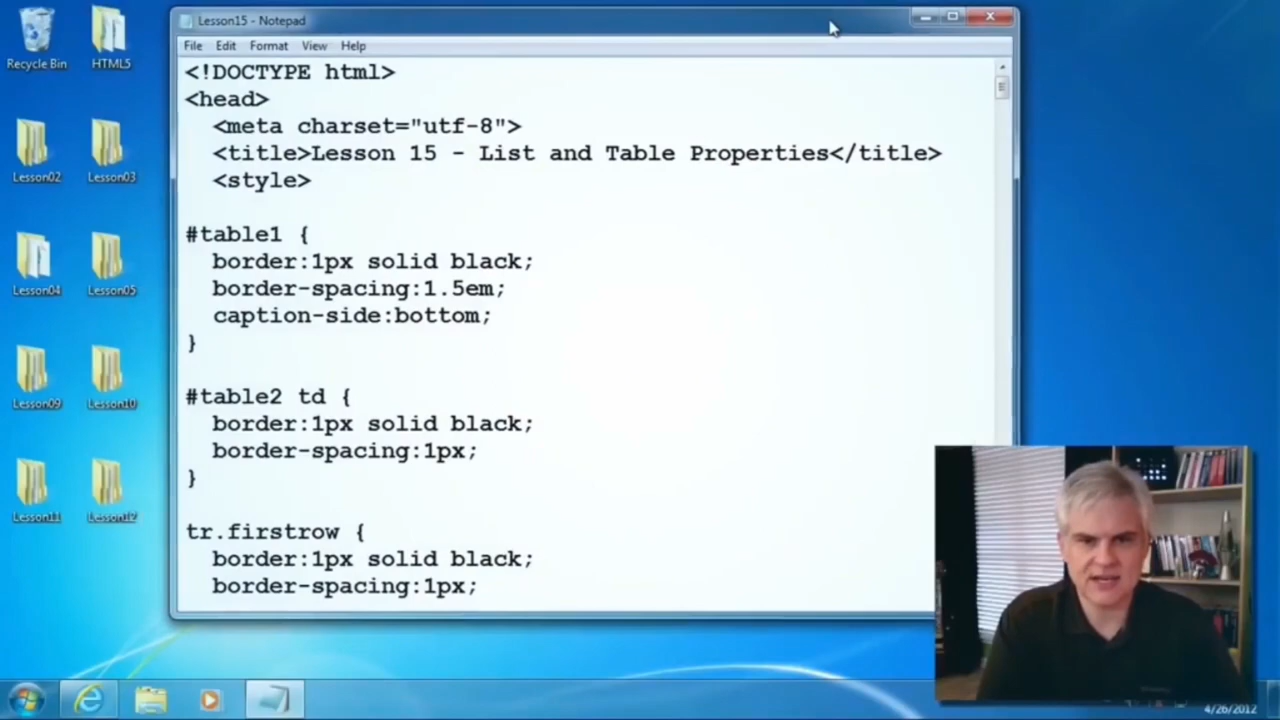 Lesson15 - Notepad
File Edit Format View Help
<!DOCTYPE html>
<head>
  <meta charset="utf-8">
  <title>Lesson 15 - List and Table Properties</title>
  <style>
#table1 {
  border:1px solid black;
  border-spacing:1.5em;
  caption-side:bottom;
}
#table2 td {
  border:1px solid black;
  border-spacing:1px;
}
tr.firstrow {
  border:1px solid black;
  border-spacing:1px;
Recycle Bin HTML5
Lesson02 Lesson03
Lesson04 Lesson05
Lesson09 Lesson10
Lesson11 Lesson12
4/26/2012